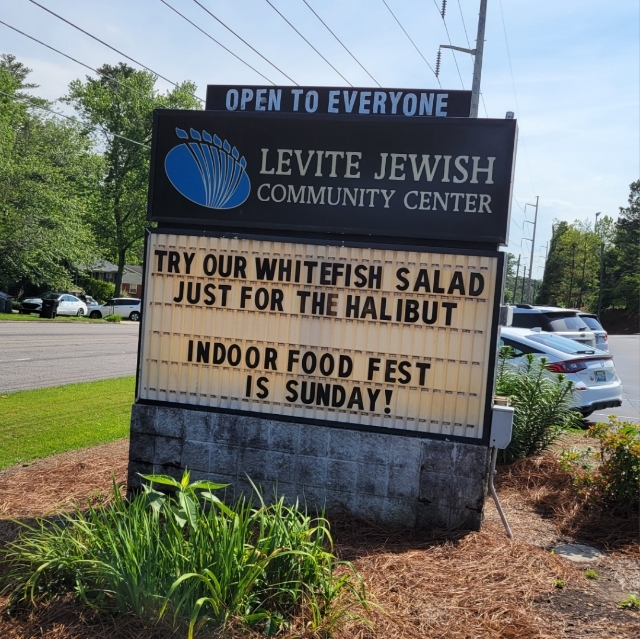 OPEN TO EVERYONE
LEVITE JEWISH
COMMUNITY CENTER
TRY OUR WHITEFISH SALAD
JUST FOR THE HALIBUT
INDOOR FOOD FEST
IS SUNDAY!